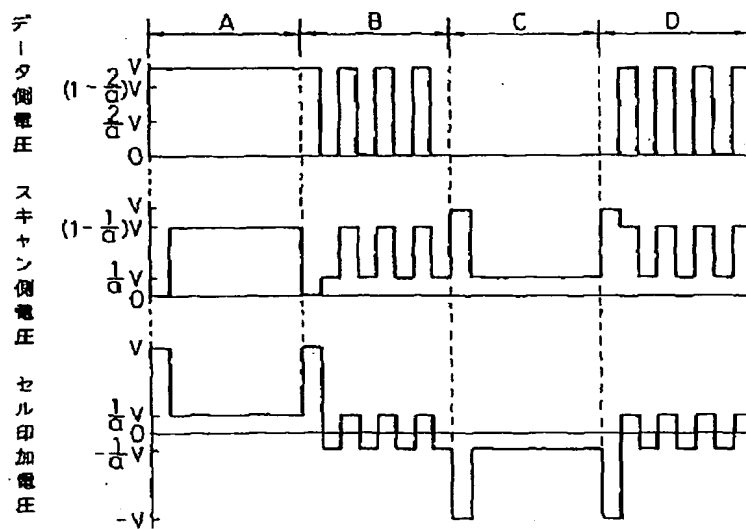 A B C D
データ側電圧
V
(1-2/a)V
2/a V
0
スキャン側電圧
V
(1-1/a)V
1/a V
0
セル印加電圧
V
1/a V
0
-1/a V
-V